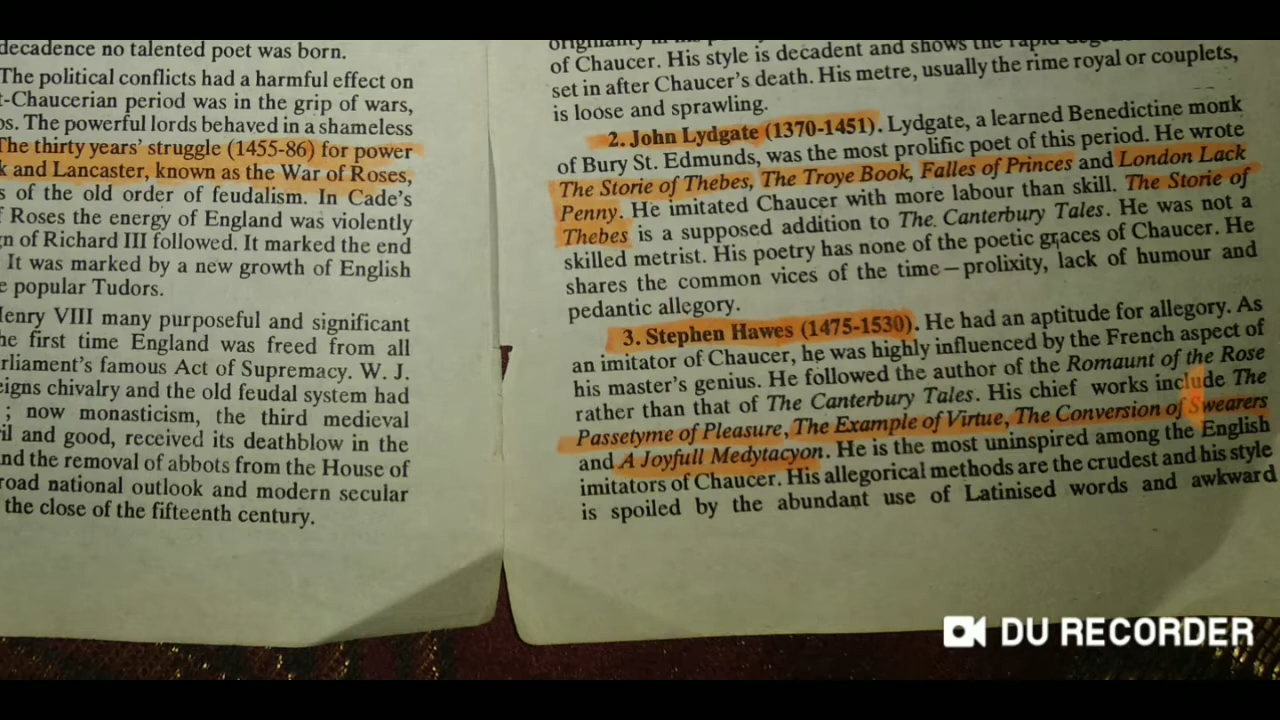 decadence no talented poet was born.
The political conflicts had a harmful effect on
t-Chaucerian period was in the grip of wars,
os. The powerful lords behaved in a shameless
The thirty years' struggle (1455-86) for power
k and Lancaster, known as the War of Roses,
s of the old order of feudalism. In Cade's
f Roses the energy of England was violently
gn of Richard III followed. It marked the end
It was marked by a new growth of English
e popular Tudors.
Henry VIII many purposeful and significant
he first time England was freed from all
rliament's famous Act of Supremacy. W. J.
eigns chivalry and the old feudal system had
; now monasticism, the third medieval
il and good, received its deathblow in the
nd the removal of abbots from the House of
road national outlook and modern secular
the close of the fifteenth century.
originality in his
of Chaucer. His style is decadent and shows the rapid
set in after Chaucer's death. His metre, usually the rime royal or couplets,
is loose and sprawling.
2. John Lydgate (1370-1451). Lydgate, a learned Benedictine monk
of Bury St. Edmunds, was the most prolific poet of this period. He wrote
The Storie of Thebes, The Troye Book, Falles of Princes and London Lack
Penny. He imitated Chaucer with more labour than skill. The Storie of
Thebes is a supposed addition to The Canterbury Tales. He was not a
skilled metrist. His poetry has none of the poetic graces of Chaucer. He
shares the common vices of the time—prolixity, lack of humour and
pedantic allegory.
3. Stephen Hawes (1475-1530). He had an aptitude for allegory. As
an imitator of Chaucer, he was highly influenced by the French aspect of
his master's genius. He followed the author of the Romaunt of the Rose
rather than that of The Canterbury Tales. His chief works include The
Passetyme of Pleasure, The Example of Virtue, The Conversion of Swearers
and A Joyfull Medytacyon. He is the most uninspired among the English
imitators of Chaucer. His allegorical methods are the crudest and his style
is spoiled by the abundant use of Latinised words and awkward
DU RECORDER